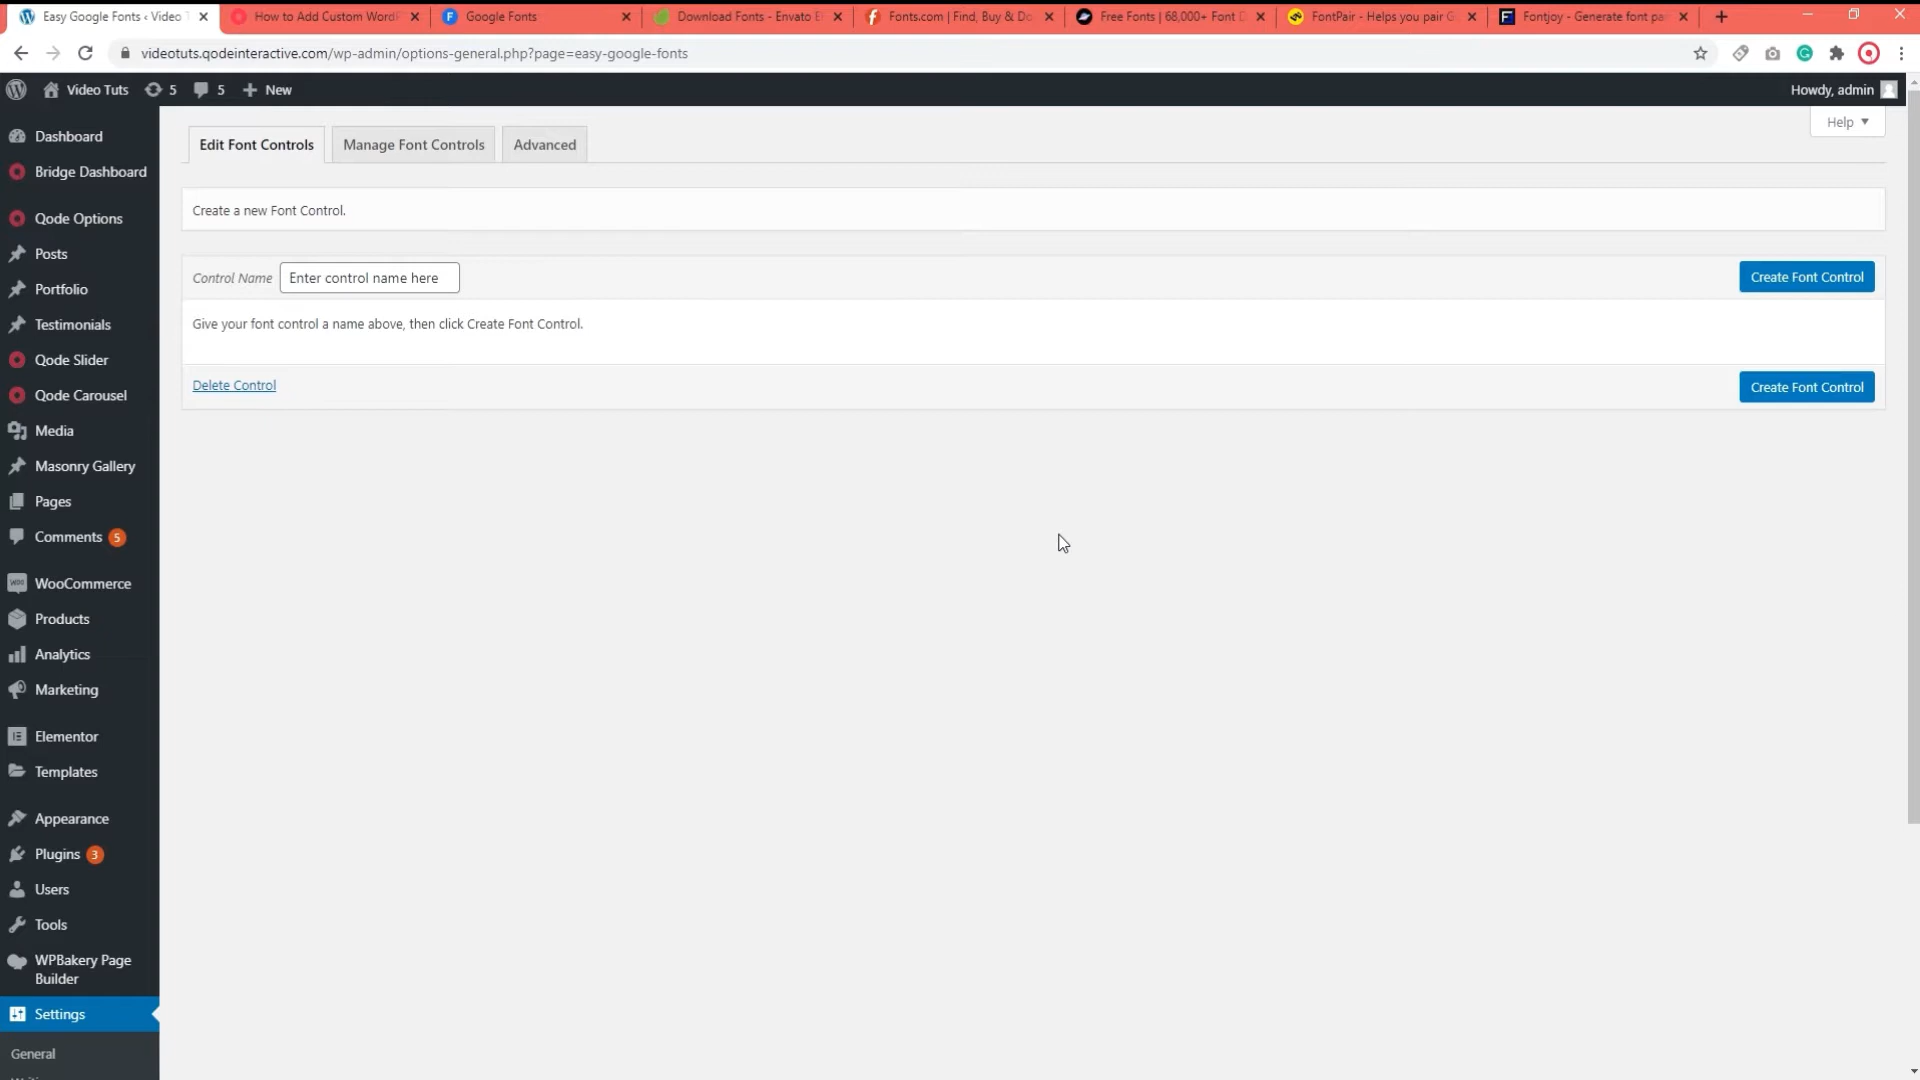 Easy Google Fonts ‹ Video T
How to Add Custom WordP
Google Fonts
Download Fonts - Envato E
Fonts.com | Find, Buy & Do
Free Fonts | 68,000+ Font D
FontPair - Helps you pair G
Fontjoy - Generate font pai
videotuts.qodeinteractive.com/wp-admin/options-general.php?page=easy-google-fonts
Video Tuts 5 5 New
Howdy, admin
Help
Edit Font Controls
Manage Font Controls
Advanced
Create a new Font Control.
Control Name Enter control name here
Create Font Control
Give your font control a name above, then click Create Font Control.
Delete Control
Create Font Control
Dashboard
Bridge Dashboard
Qode Options
Posts
Portfolio
Testimonials
Qode Slider
Qode Carousel
Media
Masonry Gallery
Pages
Comments 5
WooCommerce
Products
Analytics
Marketing
Elementor
Templates
Appearance
Plugins 3
Users
Tools
WPBakery Page
Builder
Settings
General